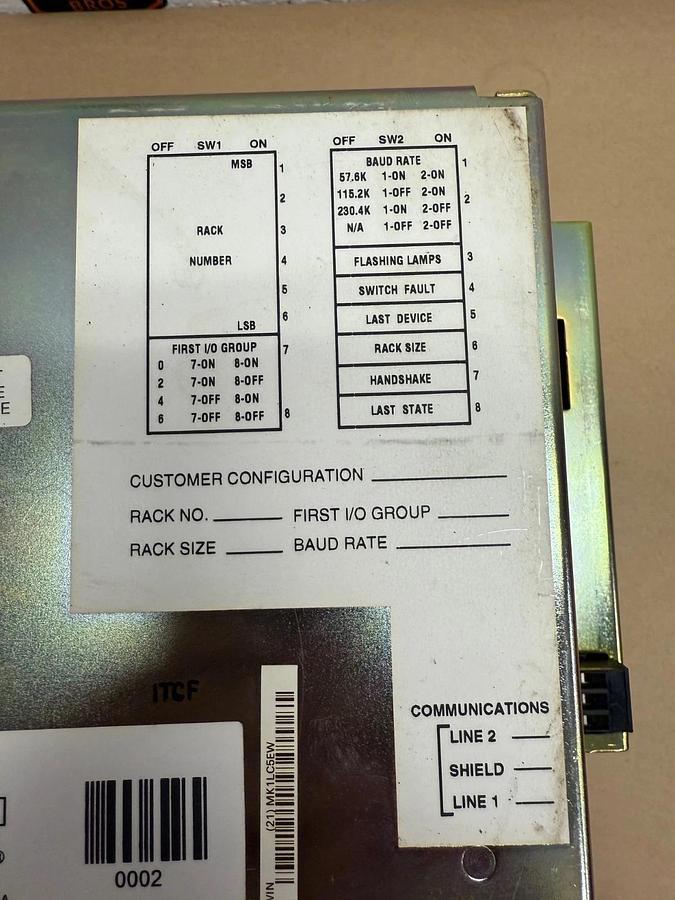 BROS
OFF SW1 ON
MSB 1
2
RACK 3
NUMBER 4
5
6
LSB
FIRST I/O GROUP 7
0 7-ON 8-ON
2 7-ON 8-OFF
4 7-OFF 8-ON
6 7-OFF 8-OFF 8
OFF SW2 ON
BAUD RATE 1
57.6K 1-ON 2-ON
115.2K 1-OFF 2-ON 2
230.4K 1-ON 2-OFF
N/A 1-OFF 2-OFF
FLASHING LAMPS 3
SWITCH FAULT 4
LAST DEVICE 5
RACK SIZE 6
HANDSHAKE 7
LAST STATE 8
CUSTOMER CONFIGURATION
RACK NO. FIRST I/O GROUP
RACK SIZE BAUD RATE
COMMUNICATIONS
LINE 2
SHIELD
LINE 1
ITCF
(21) MK1LC5EW
0002